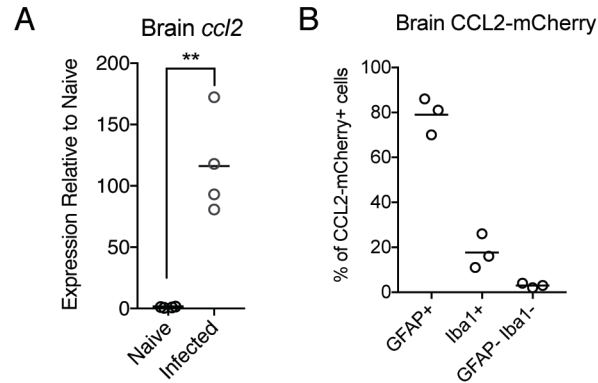 A
Brain ccl2
**
Expression Relative to Naive
200
150
100
50
0
Naive
Infected
B
Brain CCL2-mCherry
% of CCL2-mCherry+ cells
100
80
60
40
20
0
GFAP+
Iba1+
GFAP- Iba1-